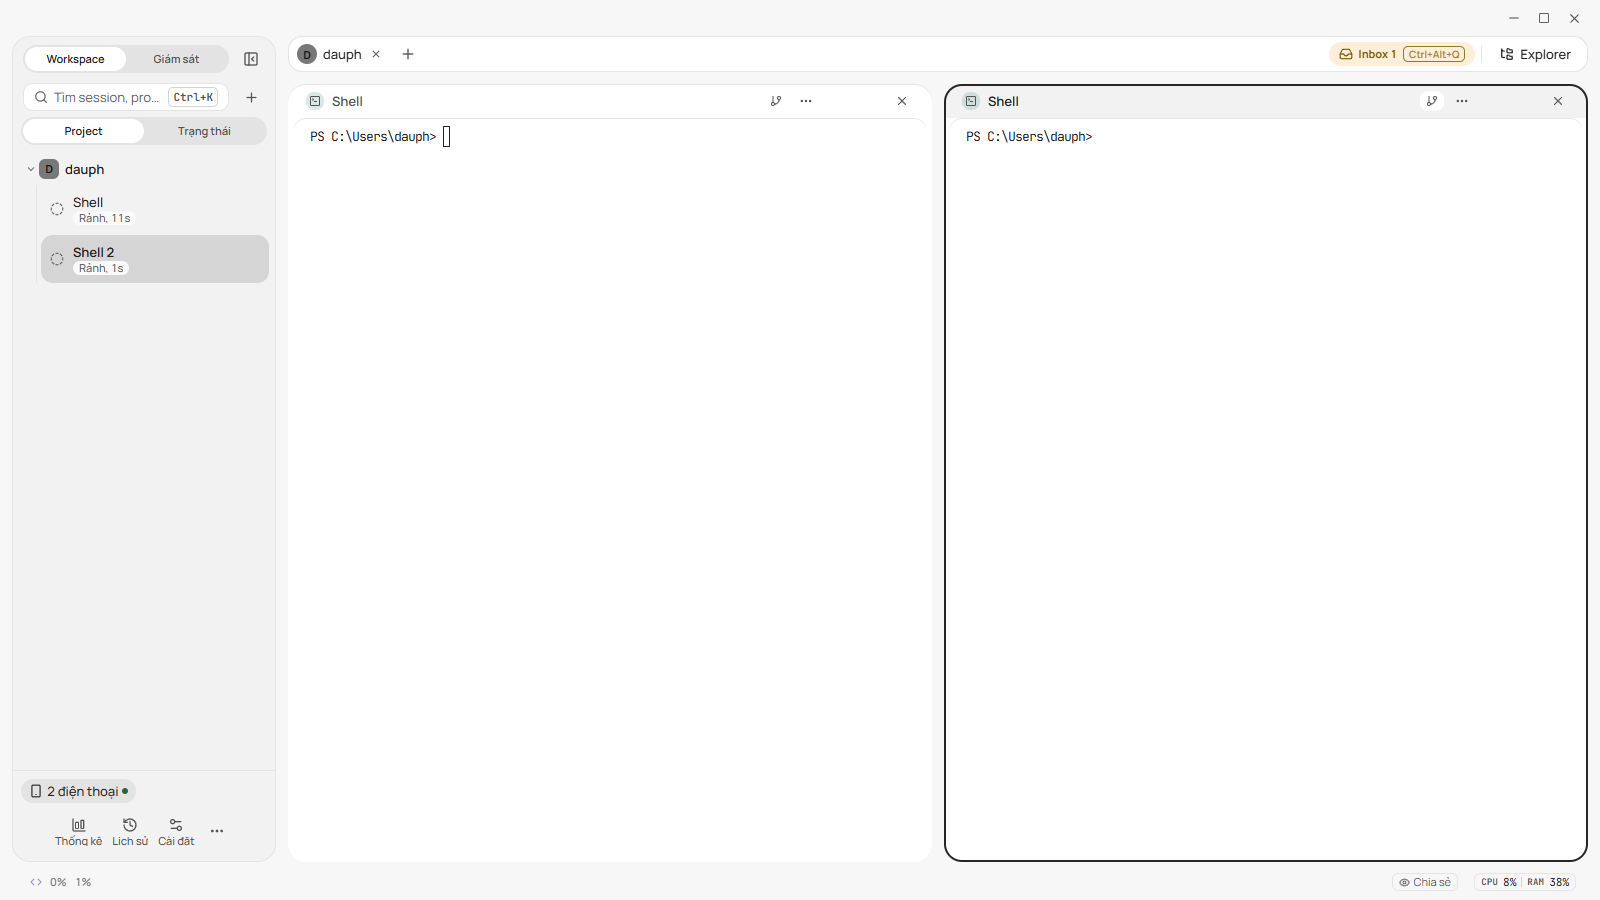 Workspace
Giám sát
Tìm session, pro... Ctrl+K
Project
Trạng thái
D dauph
Shell
Rảnh, 11s
Shell 2
Rảnh, 1s
2 điện thoại
Thống kê
Lịch sử
Cài đặt
0% 1%
D dauph
Inbox 1 Ctrl+Alt+Q
Explorer
Shell
PS C:\Users\dauph>
Shell
PS C:\Users\dauph>
Chia sẻ
CPU 8% RAM 38%